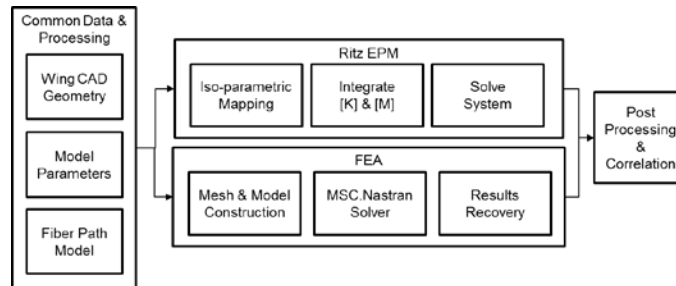 Common Data &
Processing
Wing CAD
Geometry
Model
Parameters
Fiber Path
Model
Ritz EPM
Iso-parametric
Mapping
Integrate
[K] & [M]
Solve
System
FEA
Mesh & Model
Construction
MSC.Nastran
Solver
Results
Recovery
Post
Processing
&
Correlation